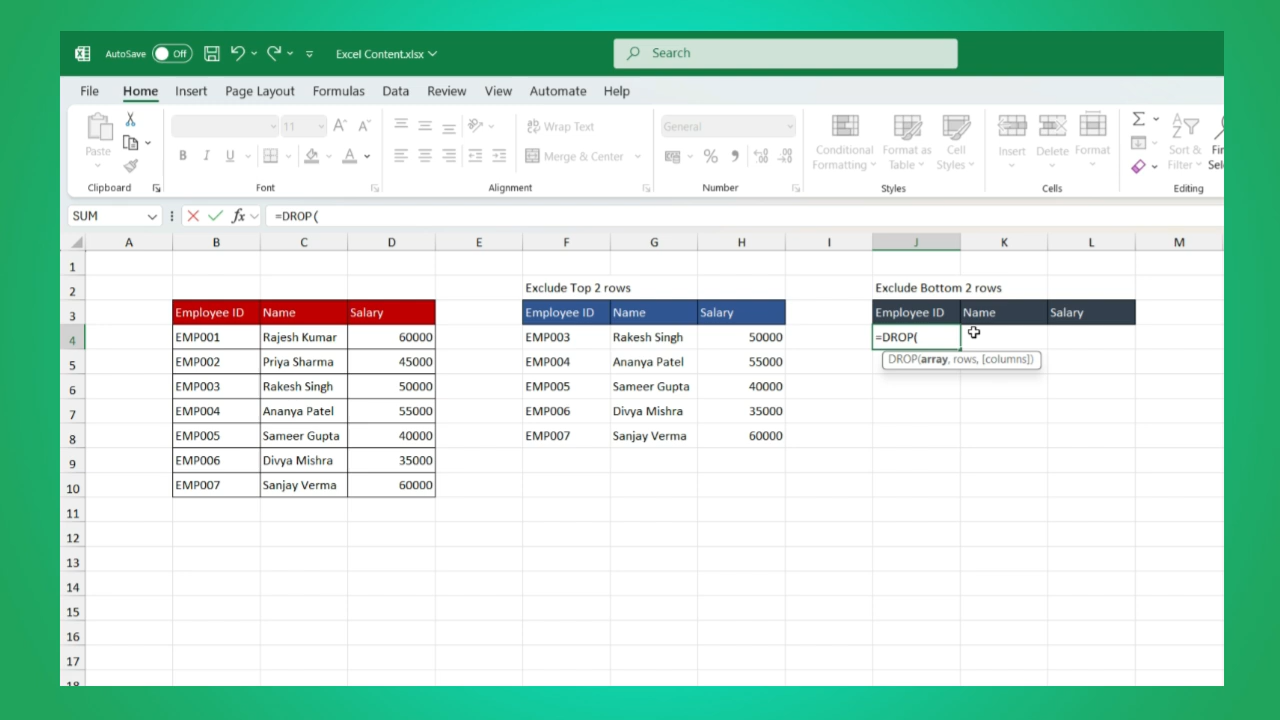 AutoSave Off Excel Content.xlsx Search
File Home Insert Page Layout Formulas Data Review View Automate Help
Paste 11 A A ab Wrap Text General Conditional Formatting Format as Table Cell Styles Insert Delete Format Σ Sort & Filter
B I U A Merge & Center % 9
Clipboard Font Alignment Number Styles Cells Editing
SUM fx =DROP(
A B C D E F G H I J K L M
1
2 Exclude Top 2 rows Exclude Bottom 2 rows
3 Employee ID Name Salary Employee ID Name Salary Employee ID Name Salary
4 EMP001 Rajesh Kumar 60000 EMP003 Rakesh Singh 50000 =DROP(
DROP(array, rows, [columns])
5 EMP002 Priya Sharma 45000 EMP004 Ananya Patel 55000
6 EMP003 Rakesh Singh 50000 EMP005 Sameer Gupta 40000
7 EMP004 Ananya Patel 55000 EMP006 Divya Mishra 35000
8 EMP005 Sameer Gupta 40000 EMP007 Sanjay Verma 60000
9 EMP006 Divya Mishra 35000
10 EMP007 Sanjay Verma 60000
11
12
13
14
15
16
17